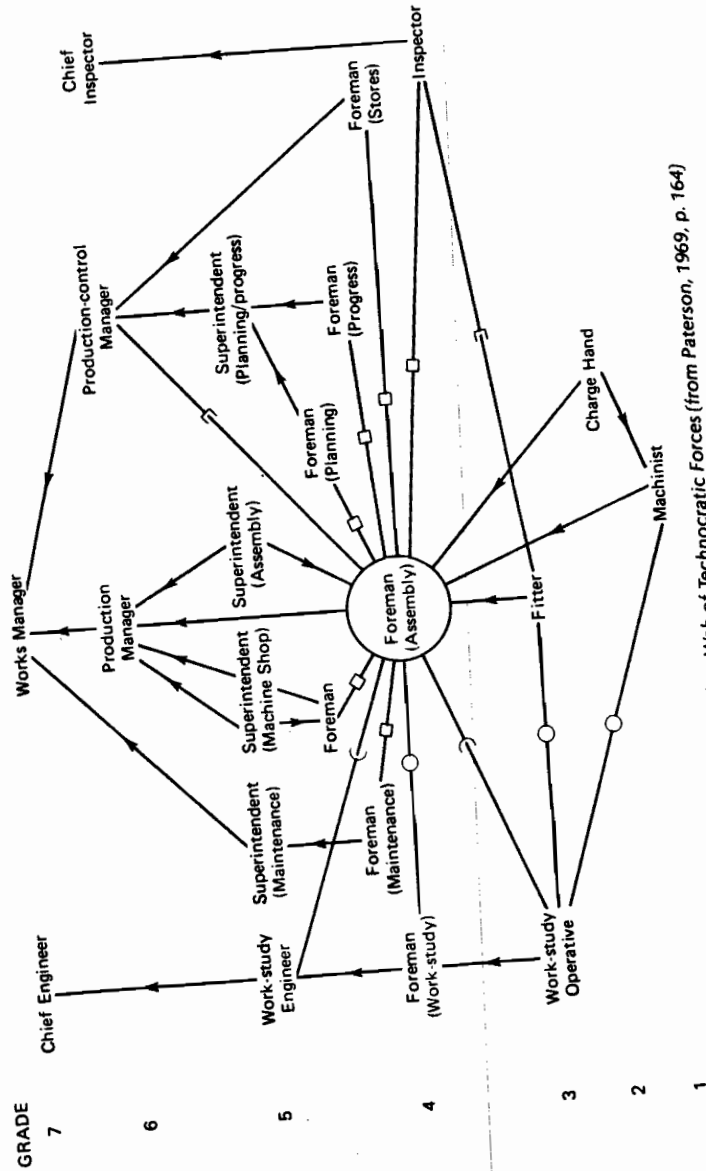 GRADE
7
6
5
4
3
2
1
Chief Engineer
Works Manager
Chief
Inspector
Production-control
Manager
Production
Manager
Work-study
Engineer
Superintendent
(Maintenance)
Superintendent
(Machine Shop)
Superintendent
(Assembly)
Superintendent
(Planning/progress)
Foreman
(Work-study)
Foreman
(Maintenance)
Foreman
Foreman
(Assembly)
Foreman
(Planning)
Foreman
(Progress)
Foreman
(Stores)
Inspector
Work-study
Operative
Fitter
Charge Hand
Machinist
Web of Technocratic Forces (from Paterson, 1969, p. 164)